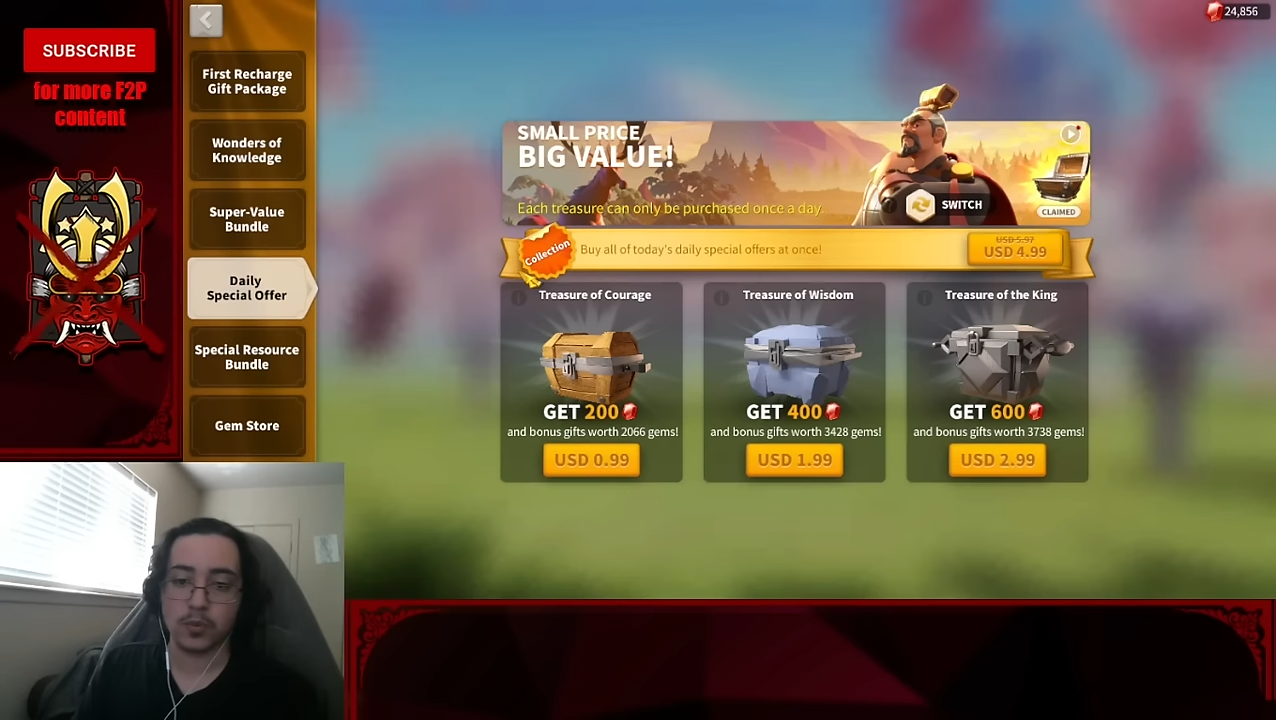 SUBSCRIBE
for more F2P
content
First Recharge
Gift Package
Wonders of
Knowledge
Super-Value
Bundle
Daily
Special Offer
Special Resource
Bundle
Gem Store
24,856
SMALL PRICE
BIG VALUE!
Each treasure can only be purchased once a day.
SWITCH
CLAIMED
Collection
Buy all of today's daily special offers at once!
USD 5.97
USD 4.99
Treasure of Courage
GET 200
and bonus gifts worth 2066 gems!
USD 0.99
Treasure of Wisdom
GET 400
and bonus gifts worth 3428 gems!
USD 1.99
Treasure of the King
GET 600
and bonus gifts worth 3738 gems!
USD 2.99